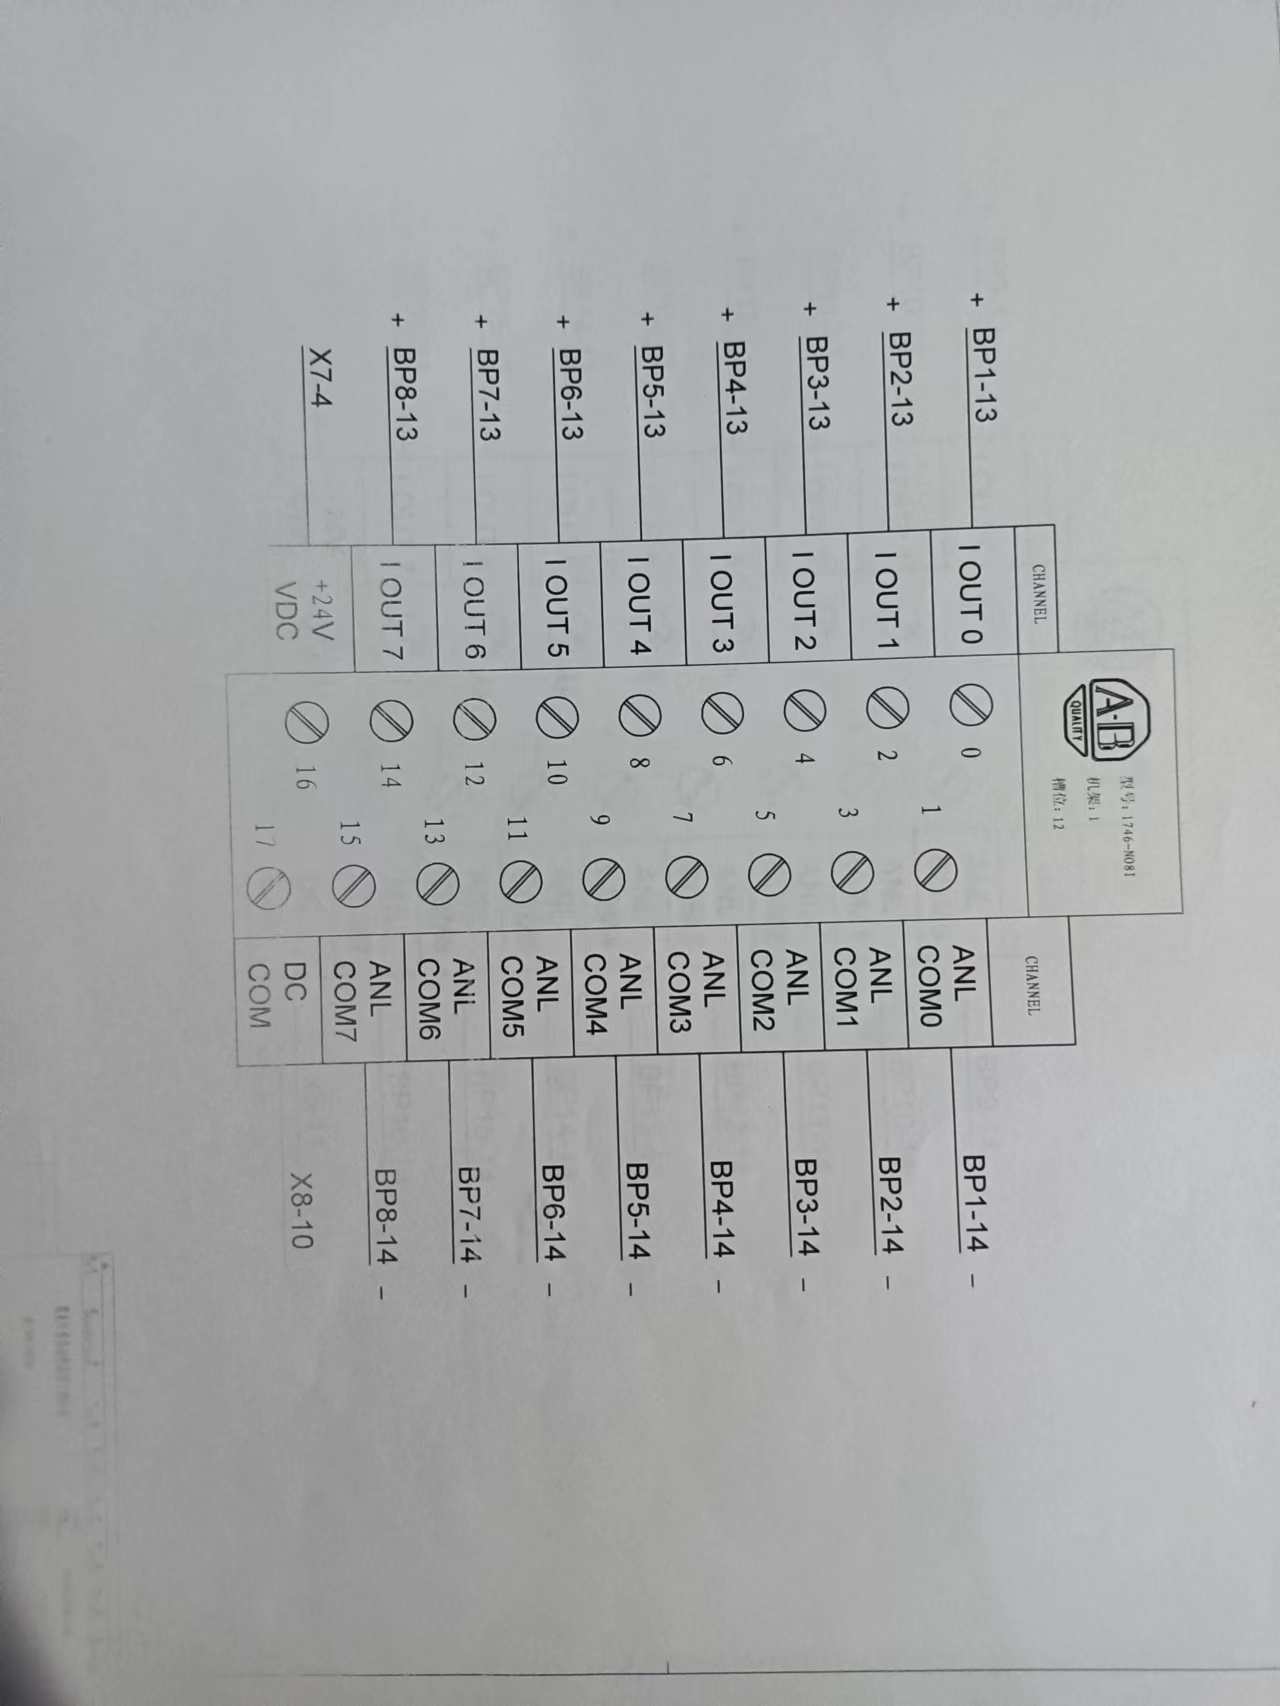 A-B
QUALITY
型号: 1746-NO8I
机架: 1
槽位: 12
CHANNEL
CHANNEL
+ BP1-13
I OUT 0
0
1
ANL
COM0
BP1-14 -
+ BP2-13
I OUT 1
2
3
ANL
COM1
BP2-14 -
+ BP3-13
I OUT 2
4
5
ANL
COM2
BP3-14 -
+ BP4-13
I OUT 3
6
7
ANL
COM3
BP4-14 -
+ BP5-13
I OUT 4
8
9
ANL
COM4
BP5-14 -
+ BP6-13
I OUT 5
10
11
ANL
COM5
BP6-14 -
+ BP7-13
I OUT 6
12
13
ANL
COM6
BP7-14 -
+ BP8-13
I OUT 7
14
15
ANL
COM7
BP8-14 -
X7-4
+24V
VDC
16
17
DC
COM
X8-10